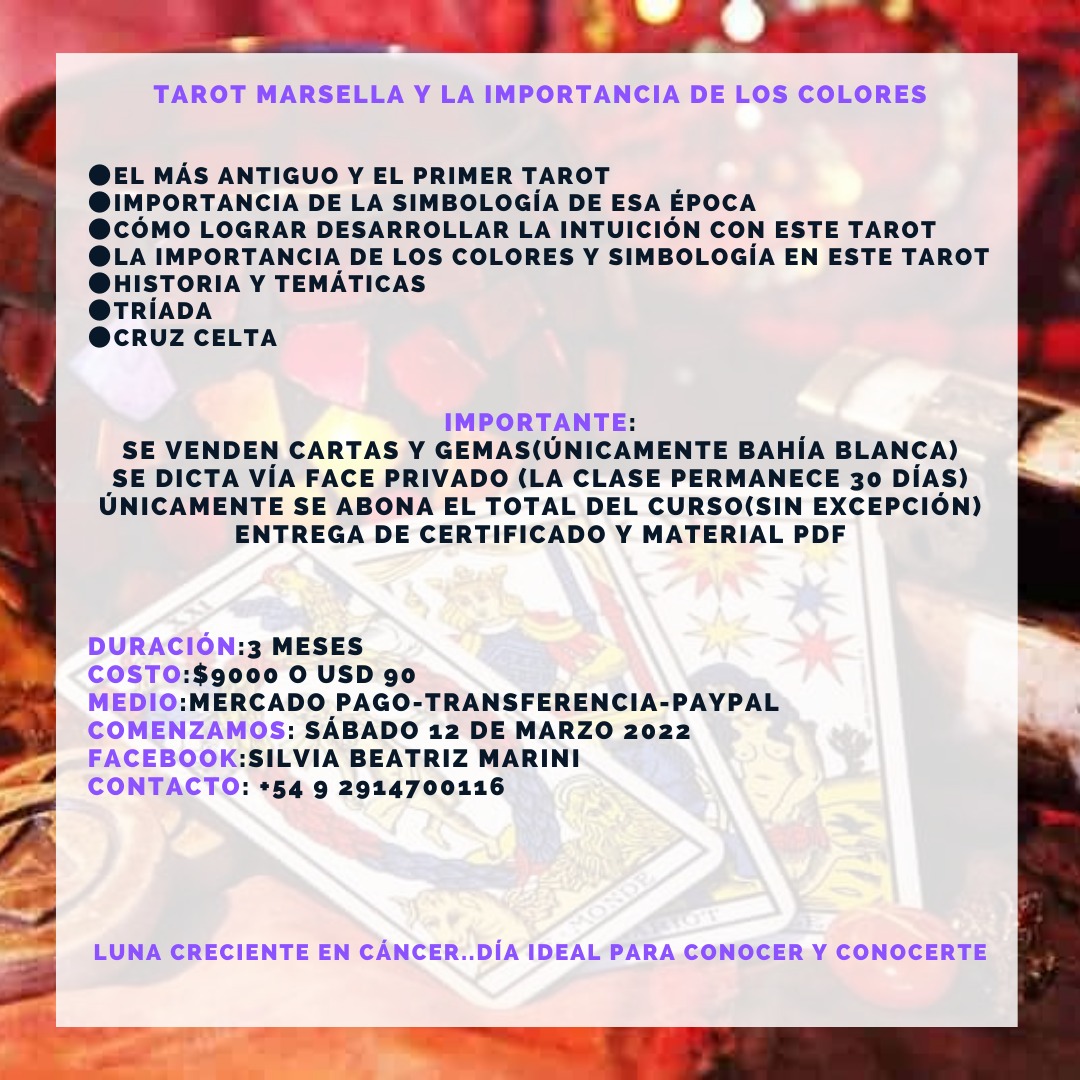 TAROT MARSELLA Y LA IMPORTANCIA DE LOS COLORES
●EL MÁS ANTIGUO Y EL PRIMER TAROT
●IMPORTANCIA DE LA SIMBOLOGÍA DE ESA ÉPOCA
●CÓMO LOGRAR DESARROLLAR LA INTUICIÓN CON ESTE TAROT
●LA IMPORTANCIA DE LOS COLORES Y SIMBOLOGÍA EN ESTE TAROT
●HISTORIA Y TEMÁTICAS
●TRÍADA
●CRUZ CELTA
IMPORTANTE:
SE VENDEN CARTAS Y GEMAS(ÚNICAMENTE BAHÍA BLANCA)
SE DICTA VÍA FACE PRIVADO (LA CLASE PERMANECE 30 DÍAS)
ÚNICAMENTE SE ABONA EL TOTAL DEL CURSO(SIN EXCEPCIÓN)
ENTREGA DE CERTIFICADO Y MATERIAL PDF
XXI
DURACIÓN:3 MESES
COSTO:$9000 O USD 90
MEDIO:MERCADO PAGO-TRANSFERENCIA-PAYPAL
COMENZAMOS: SÁBADO 12 DE MARZO 2022
FACEBOOK:SILVIA BEATRIZ MARINI
CONTACTO: +54 9 2914700116
MONDE
LUNA CRECIENTE EN CÁNCER..DÍA IDEAL PARA CONOCER Y CONOCERTE